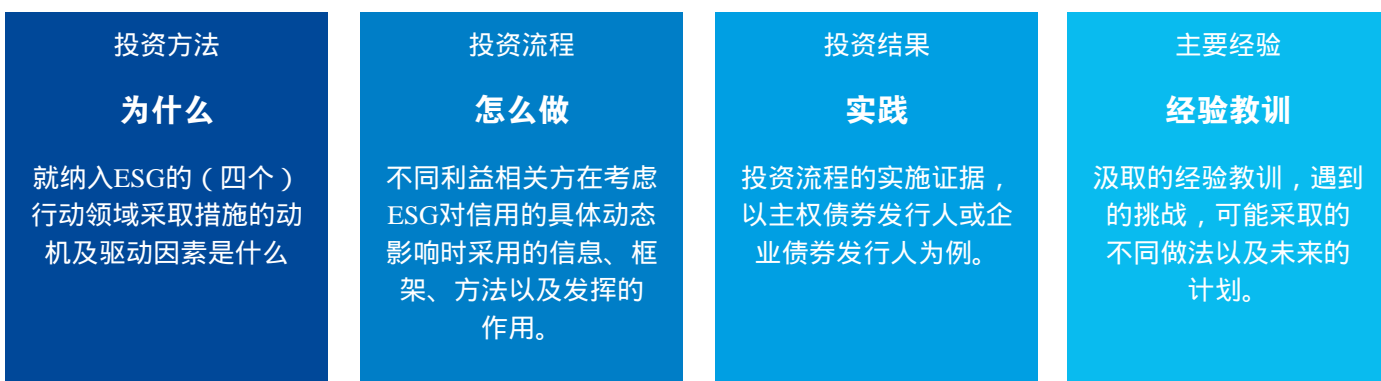 投资方法
为什么
就纳入ESG的（四个）
行动领域采取措施的动
机及驱动因素是什么
投资流程
怎么做
不同利益相关方在考虑
ESG对信用的具体动态
影响时采用的信息、框
架、方法以及发挥的
作用。
投资结果
实践
投资流程的实施证据，
以主权债券发行人或企
业债券发行人为例。
主要经验
经验教训
汲取的经验教训，遇到
的挑战，可能采取的
不同做法以及未来的
计划。